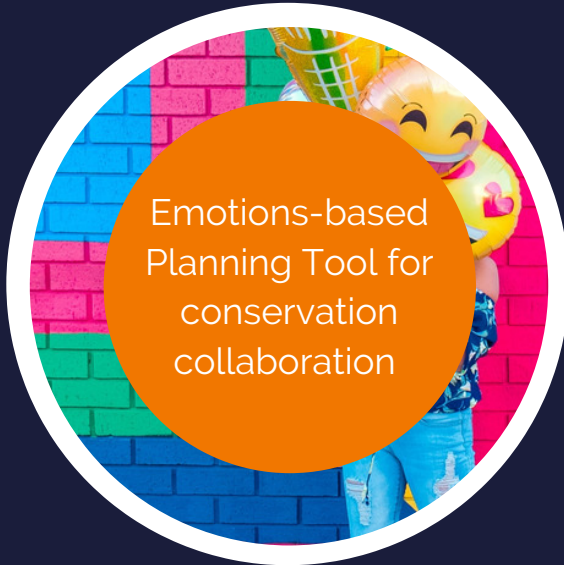 Emotions-based
Planning Tool for
conservation
collaboration